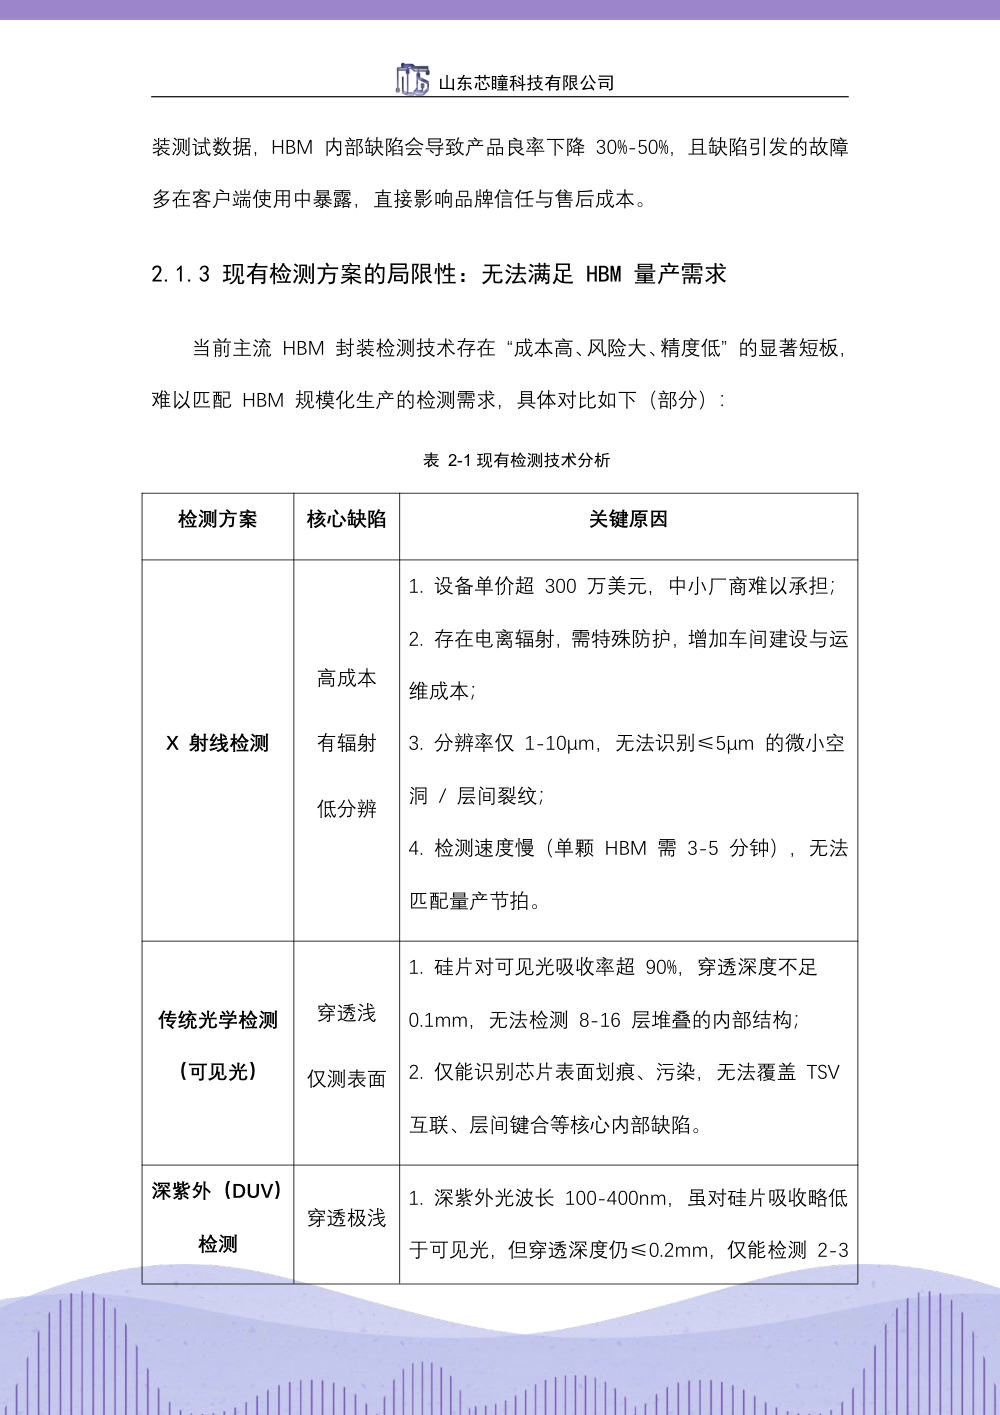 山东芯瞳科技有限公司
装测试数据，HBM 内部缺陷会导致产品良率下降 30%-50%，且缺陷引发的故障
多在客户端使用中暴露，直接影响品牌信任与售后成本。
2.1.3 现有检测方案的局限性：无法满足 HBM 量产需求
当前主流 HBM 封装检测技术存在 “成本高、风险大、精度低” 的显著短板，
难以匹配 HBM 规模化生产的检测需求，具体对比如下（部分）：
表 2-1 现有检测技术分析
检测方案 核心缺陷 关键原因
X 射线检测
高成本
有辐射
低分辨
1. 设备单价超 300 万美元，中小厂商难以承担；
2. 存在电离辐射，需特殊防护，增加车间建设与运
维成本；
3. 分辨率仅 1-10μm，无法识别≤5μm 的微小空
洞 / 层间裂纹；
4. 检测速度慢（单颗 HBM 需 3-5 分钟），无法
匹配量产节拍。
传统光学检测
（可见光）
穿透浅
仅测表面
1. 硅片对可见光吸收率超 90%，穿透深度不足
0.1mm，无法检测 8-16 层堆叠的内部结构；
2. 仅能识别芯片表面划痕、污染，无法覆盖 TSV
互联、层间键合等核心内部缺陷。
深紫外（DUV）
检测
穿透极浅
1. 深紫外光波长 100-400nm，虽对硅片吸收略低
于可见光，但穿透深度仍≤0.2mm，仅能检测 2-3